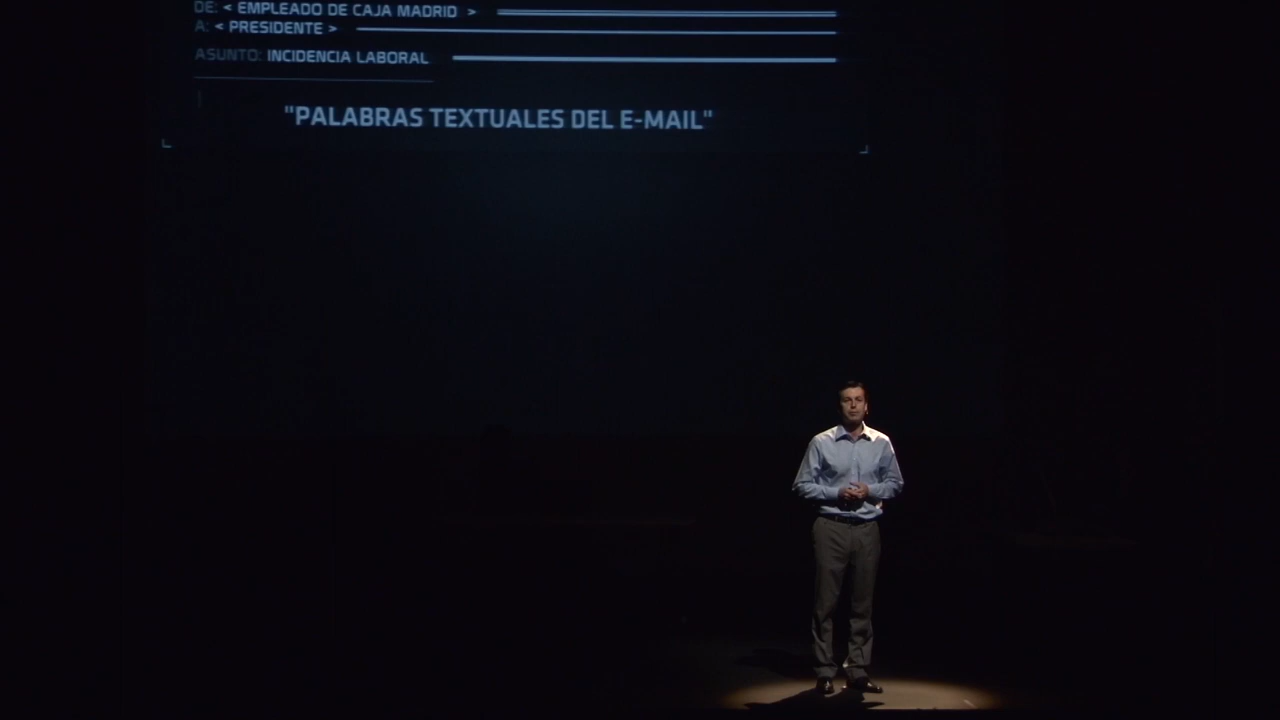 DE: < EMPLEADO DE CAJA MADRID >
A: < PRESIDENTE >
ASUNTO: INCIDENCIA LABORAL
"PALABRAS TEXTUALES DEL E-MAIL"